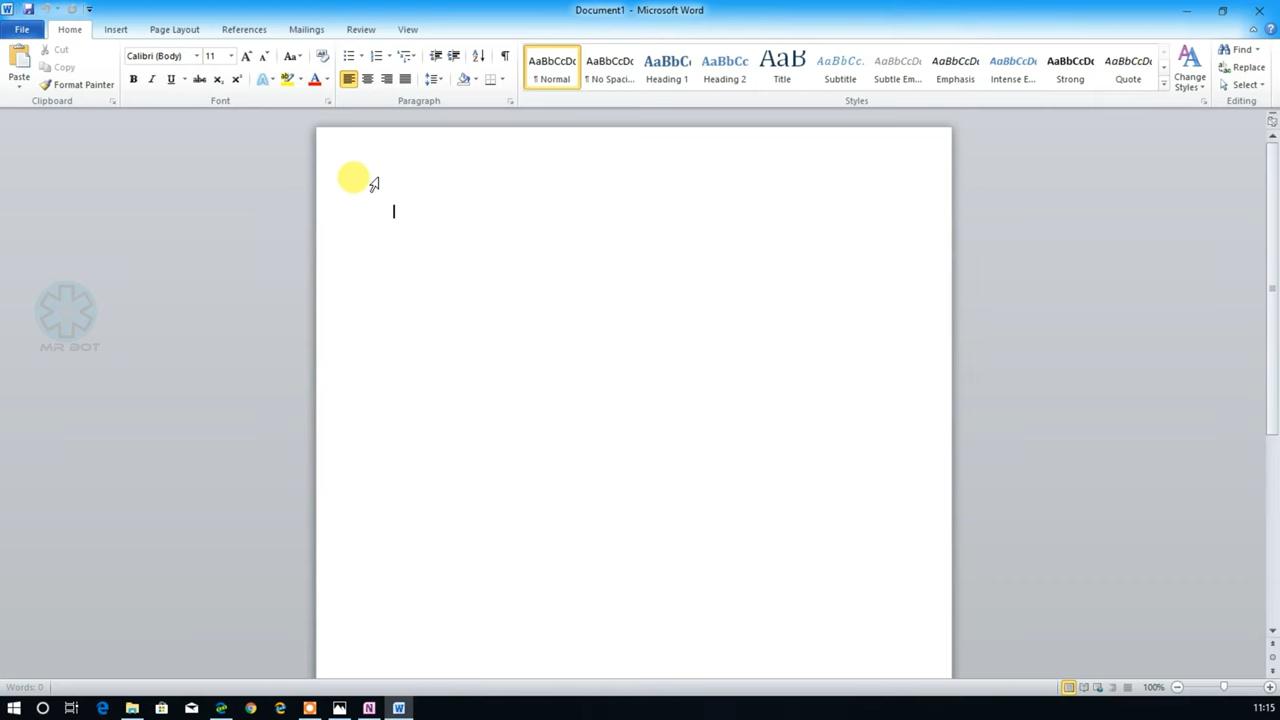 Document1 - Microsoft Word
File Home Insert Page Layout References Mailings Review View
Paste
Cut
Copy
Format Painter
Clipboard
Calibri (Body) 11
Font
Paragraph
AaBbCcDc AaBbCcDc AaBbC AaBbCc AaB AaBbCc. AaBbCcDc AaBbCcDc AaBbCcDc AaBbCcDc AaBbCcDc
¶ Normal ¶ No Spaci... Heading 1 Heading 2 Title Subtitle Subtle Em... Emphasis Intense E... Strong Quote
Styles
Change Styles
Find
Replace
Select
Editing
MR BOT
Words: 0
100%
11:15